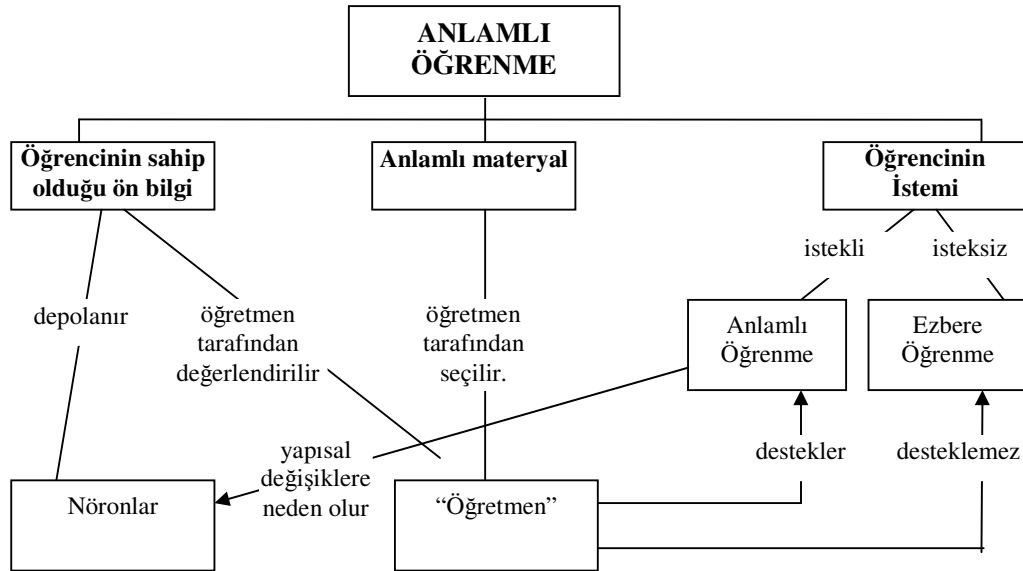 ANLAMLI
ÖĞRENME
Öğrencinin sahip
olduğu ön bilgi
Anlamlı materyal
Öğrencinin
İstemi
istekli
isteksiz
depolanır
öğretmen
tarafından
değerlendirilir
öğretmen
tarafından
seçilir.
Anlamlı
Öğrenme
Ezbere
Öğrenme
yapısal
değişiklere
neden olur
destekler
desteklemez
Nöronlar
“Öğretmen”